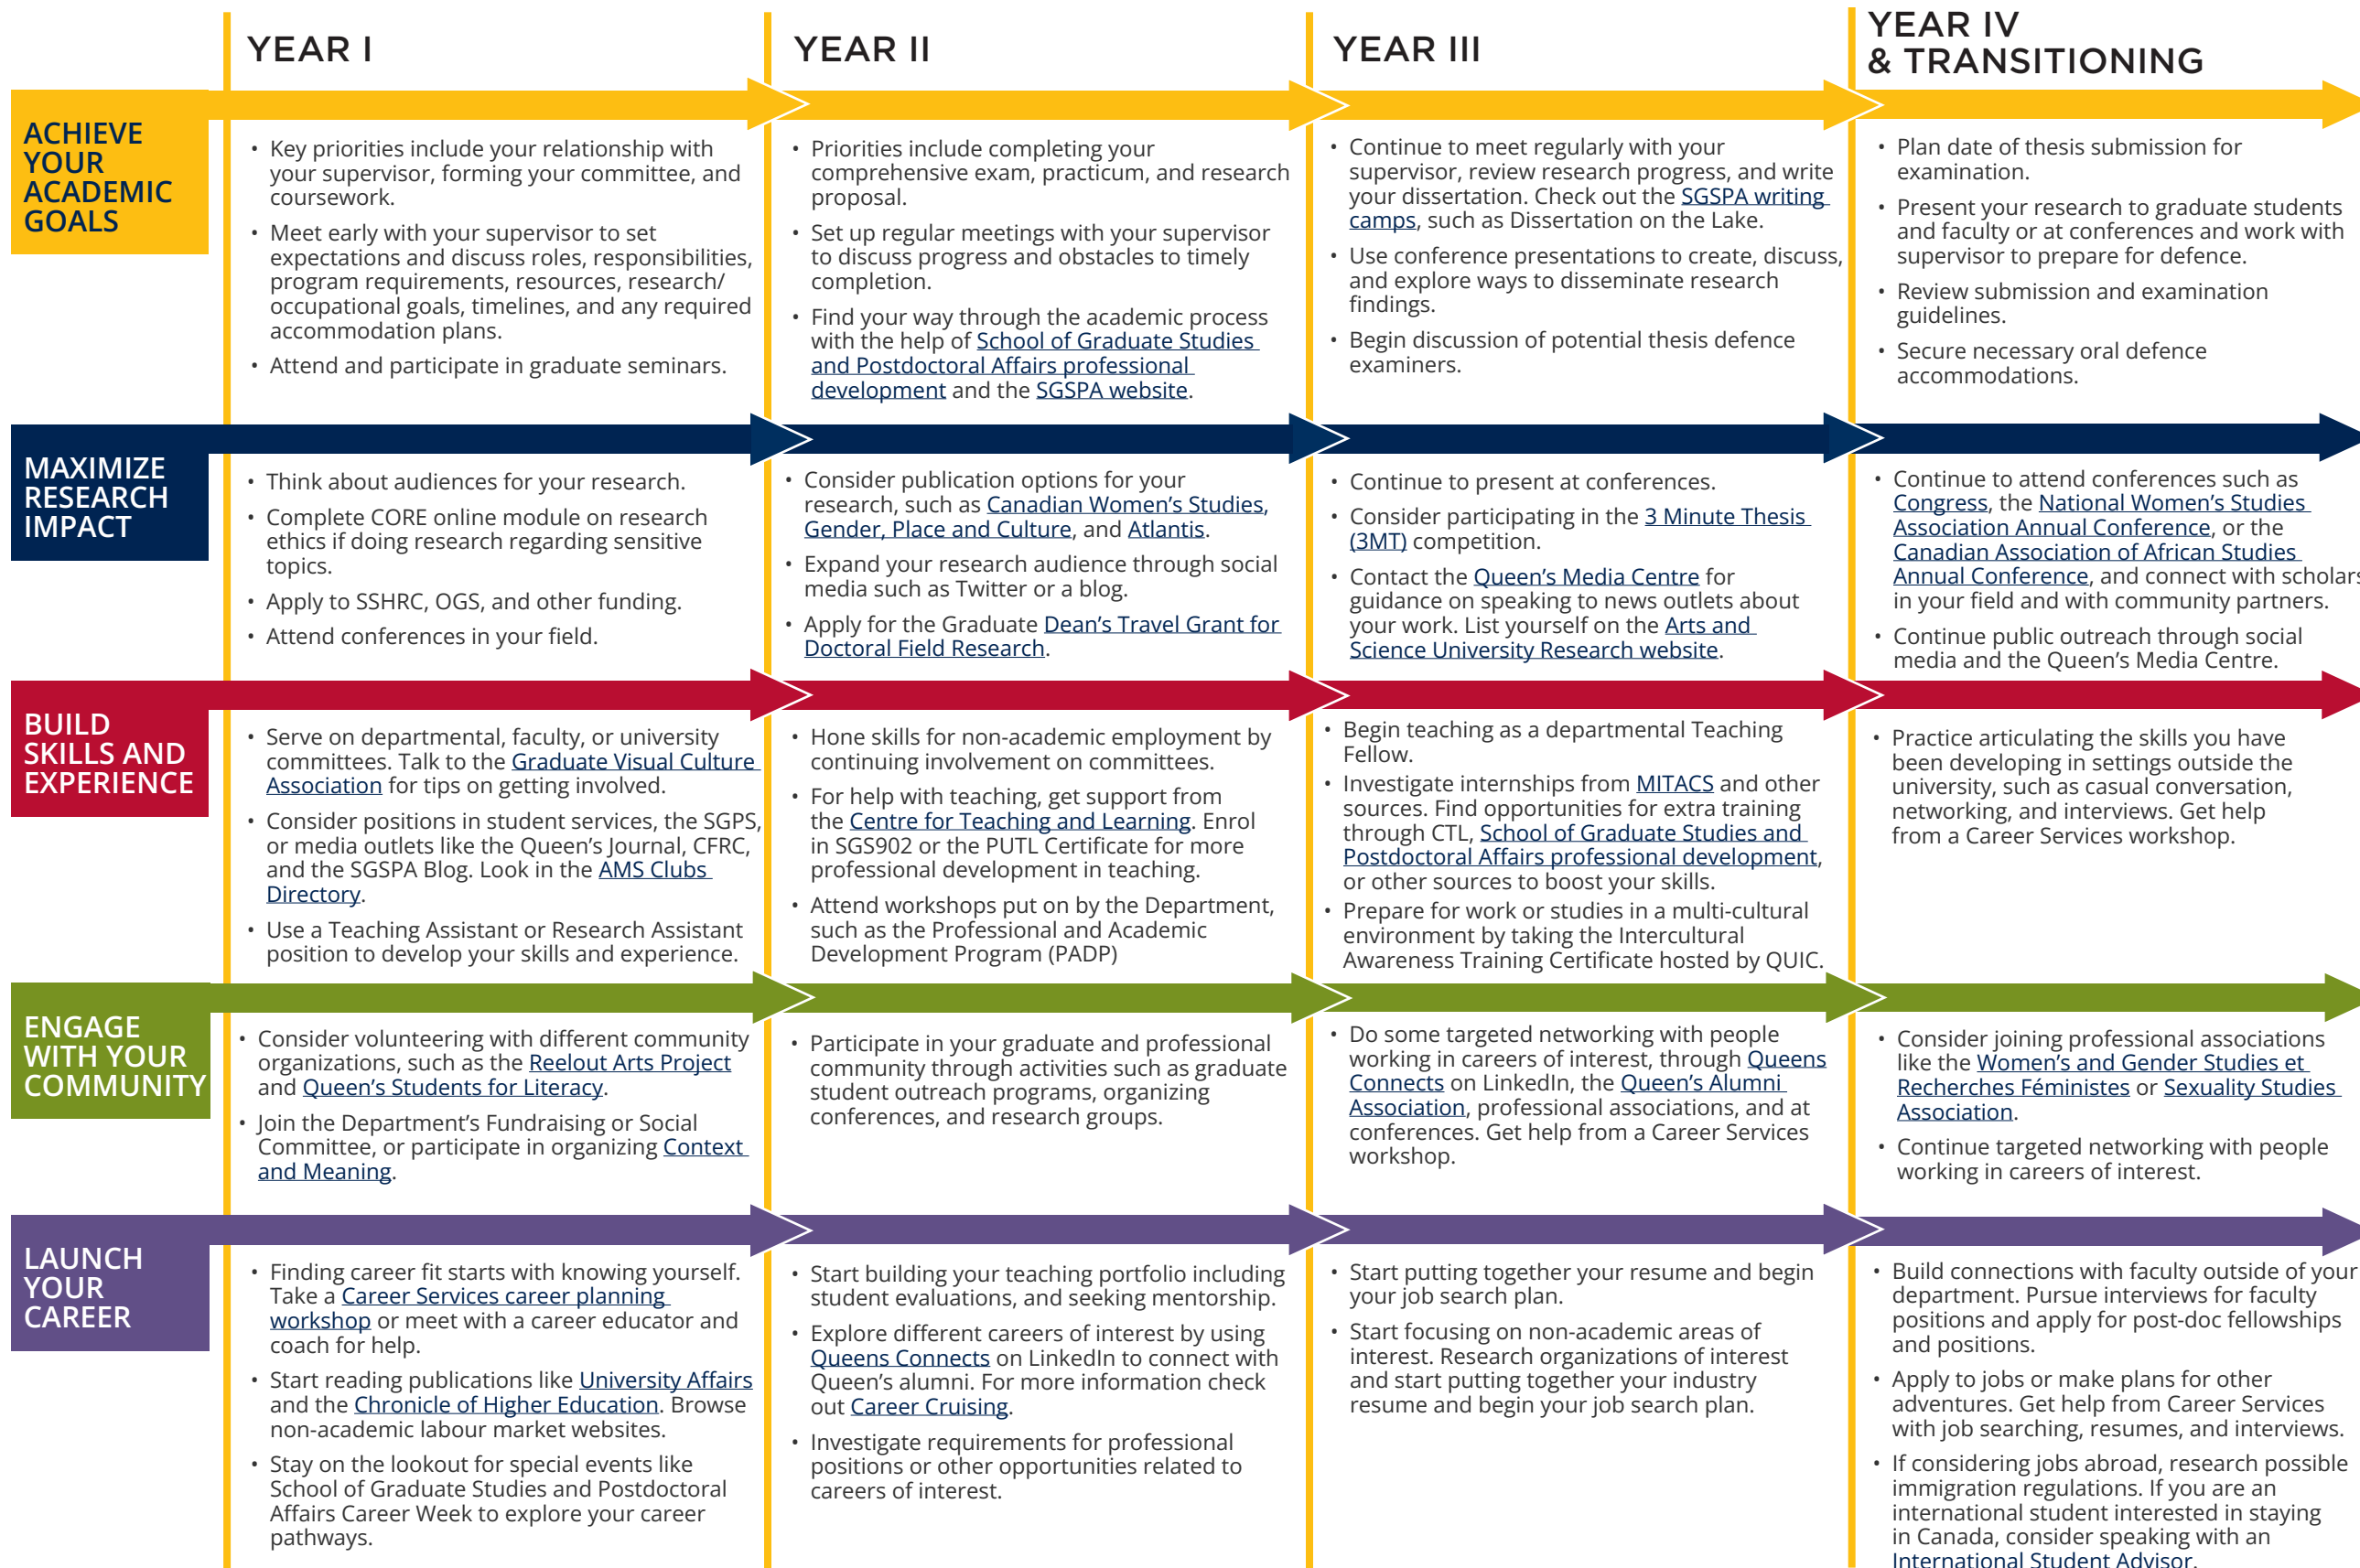 YEAR I
YEAR II
YEAR III
YEAR IV
& TRANSITIONING
ACHIEVE
YOUR
ACADEMIC
GOALS
• Key priorities include your relationship with
your supervisor, forming your committee, and
coursework.
• Meet early with your supervisor to set
expectations and discuss roles, responsibilities,
program requirements, resources, research/
occupational goals, timelines, and any required
accommodation plans.
• Attend and participate in graduate seminars.
• Priorities include completing your
comprehensive exam, practicum, and research
proposal.
• Set up regular meetings with your supervisor
to discuss progress and obstacles to timely
completion.
• Find your way through the academic process
with the help of School of Graduate Studies
and Postdoctoral Affairs professional
development and the SGSPA website.
• Continue to meet regularly with your
supervisor, review research progress, and write
your dissertation. Check out the SGSPA writing
camps, such as Dissertation on the Lake.
• Use conference presentations to create, discuss,
and explore ways to disseminate research
findings.
• Begin discussion of potential thesis defence
examiners.
• Plan date of thesis submission for
examination.
• Present your research to graduate students
and faculty or at conferences and work with
supervisor to prepare for defence.
• Review submission and examination
guidelines.
• Secure necessary oral defence
accommodations.
MAXIMIZE
RESEARCH
IMPACT
• Think about audiences for your research.
• Complete CORE online module on research
ethics if doing research regarding sensitive
topics.
• Apply to SSHRC, OGS, and other funding.
• Attend conferences in your field.
• Consider publication options for your
research, such as Canadian Women's Studies,
Gender, Place and Culture, and Atlantis.
• Expand your research audience through social
media such as Twitter or a blog.
• Apply for the Graduate Dean's Travel Grant for
Doctoral Field Research.
• Continue to present at conferences.
• Consider participating in the 3 Minute Thesis
(3MT) competition.
• Contact the Queen's Media Centre for
guidance on speaking to news outlets about
your work. List yourself on the Arts and
Science University Research website.
• Continue to attend conferences such as
Congress, the National Women's Studies
Association Annual Conference, or the
Canadian Association of African Studies
Annual Conference, and connect with scholars
in your field and with community partners.
• Continue public outreach through social
media and the Queen's Media Centre.
BUILD
SKILLS AND
EXPERIENCE
• Serve on departmental, faculty, or university
committees. Talk to the Graduate Visual Culture
Association for tips on getting involved.
• Consider positions in student services, the SGPS,
or media outlets like the Queen's Journal, CFRC,
and the SGSPA Blog. Look in the AMS Clubs
Directory.
• Use a Teaching Assistant or Research Assistant
position to develop your skills and experience.
• Hone skills for non-academic employment by
continuing involvement on committees.
• For help with teaching, get support from
the Centre for Teaching and Learning. Enrol
in SGS902 or the PUTL Certificate for more
professional development in teaching.
• Attend workshops put on by the Department,
such as the Professional and Academic
Development Program (PADP)
• Begin teaching as a departmental Teaching
Fellow.
• Investigate internships from MITACS and other
sources. Find opportunities for extra training
through CTL, School of Graduate Studies and
Postdoctoral Affairs professional development,
or other sources to boost your skills.
• Prepare for work or studies in a multi-cultural
environment by taking the Intercultural
Awareness Training Certificate hosted by QUIC.
• Practice articulating the skills you have
been developing in settings outside the
university, such as casual conversation,
networking, and interviews. Get help
from a Career Services workshop.
ENGAGE
WITH YOUR
COMMUNITY
• Consider volunteering with different community
organizations, such as the Reelout Arts Project
and Queen's Students for Literacy.
• Join the Department's Fundraising or Social
Committee, or participate in organizing Context
and Meaning.
• Participate in your graduate and professional
community through activities such as graduate
student outreach programs, organizing
conferences, and research groups.
• Do some targeted networking with people
working in careers of interest, through Queens
Connects on LinkedIn, the Queen's Alumni
Association, professional associations, and at
conferences. Get help from a Career Services
workshop.
• Consider joining professional associations
like the Women's and Gender Studies et
Recherches Féministes or Sexuality Studies
Association.
• Continue targeted networking with people
working in careers of interest.
LAUNCH
YOUR
CAREER
• Finding career fit starts with knowing yourself.
Take a Career Services career planning
workshop or meet with a career educator and
coach for help.
• Start reading publications like University Affairs
and the Chronicle of Higher Education. Browse
non-academic labour market websites.
• Stay on the lookout for special events like
School of Graduate Studies and Postdoctoral
Affairs Career Week to explore your career
pathways.
• Start building your teaching portfolio including
student evaluations, and seeking mentorship.
• Explore different careers of interest by using
Queens Connects on LinkedIn to connect with
Queen's alumni. For more information check
out Career Cruising.
• Investigate requirements for professional
positions or other opportunities related to
careers of interest.
• Start putting together your resume and begin
your job search plan.
• Start focusing on non-academic areas of
interest. Research organizations of interest
and start putting together your industry
resume and begin your job search plan.
• Build connections with faculty outside of your
department. Pursue interviews for faculty
positions and apply for post-doc fellowships
and positions.
• Apply to jobs or make plans for other
adventures. Get help from Career Services
with job searching, resumes, and interviews.
• If considering jobs abroad, research possible
immigration regulations. If you are an
international student interested in staying
in Canada, consider speaking with an
International Student Advisor.